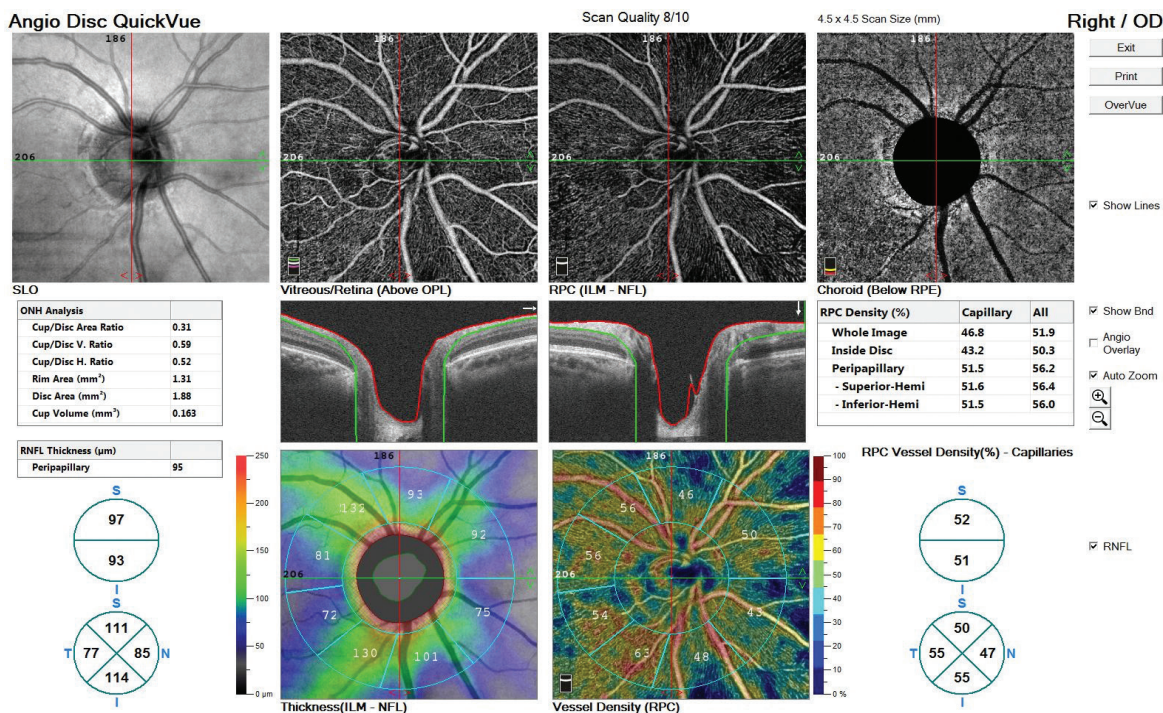 Angio Disc QuickVue
Scan Quality 8/10
4.5 x 4.5 Scan Size (mm)
Right / OD
Exit
Print
OverVue
Show Lines
186
206
186
206
186
206
186
206
SLO
Vitreous/Retina (Above OPL)
RPC (ILM - NFL)
Choroid (Below RPE)
ONH Analysis
Cup/Disc Area Ratio 0.31
Cup/Disc V. Ratio 0.59
Cup/Disc H. Ratio 0.52
Rim Area (mm²) 1.31
Disc Area (mm²) 1.88
Cup Volume (mm³) 0.163
RPC Density (%) Capillary All
Whole Image 46.8 51.9
Inside Disc 43.2 50.3
Peripapillary 51.5 56.2
- Superior-Hemi 51.6 56.4
- Inferior-Hemi 51.5 56.0
Show Bnd
Angio
Overlay
Auto Zoom
RNFL Thickness (µm)
Peripapillary 95
S
97
93
I
S
111
T 77 85 N
114
I
250
200
150
100
50
0 µm
186
93
132
92
81
206
72
75
130
101
Thickness(ILM - NFL)
186
46
56
50
56
206
54
43
63
48
Vessel Density (RPC)
100
90
80
70
60
50
40
30
20
10
0 %
RPC Vessel Density(%) - Capillaries
S
52
51
I
S
50
T 55 47 N
55
I
RNFL